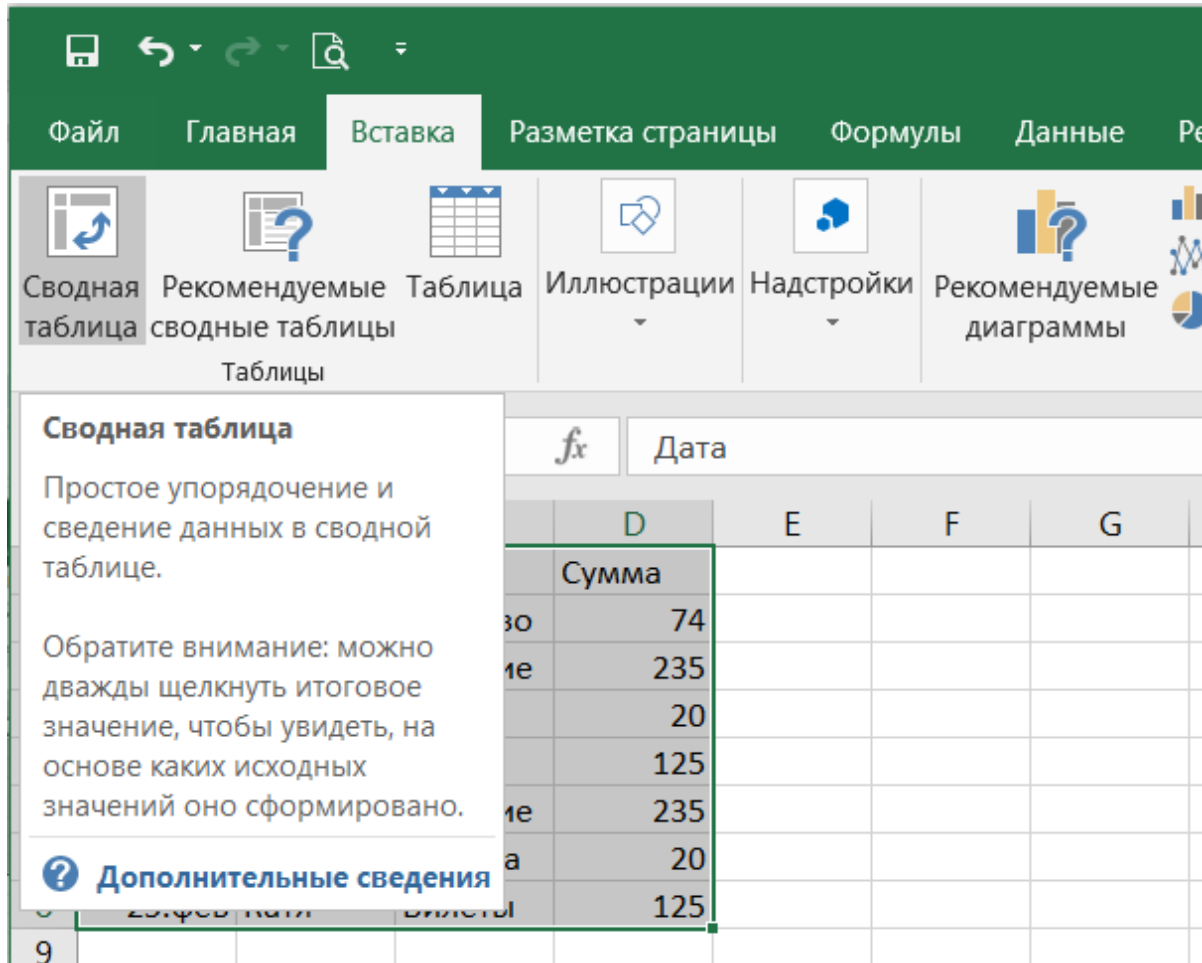 Файл Главная Вставка Разметка страницы Формулы Данные
Сводная таблица
Рекомендуемые сводные таблицы
Таблица
Иллюстрации
Надстройки
Рекомендуемые диаграммы
Таблицы
Сводная таблица
Простое упорядочение и
сведение данных в сводной
таблице.
Обратите внимание: можно
дважды щелкнуть итоговое
значение, чтобы увидеть, на
основе каких исходных
значений оно сформировано.
? Дополнительные сведения
fx Дата
D E F G
Сумма
74
235
20
125
235
20
125
9